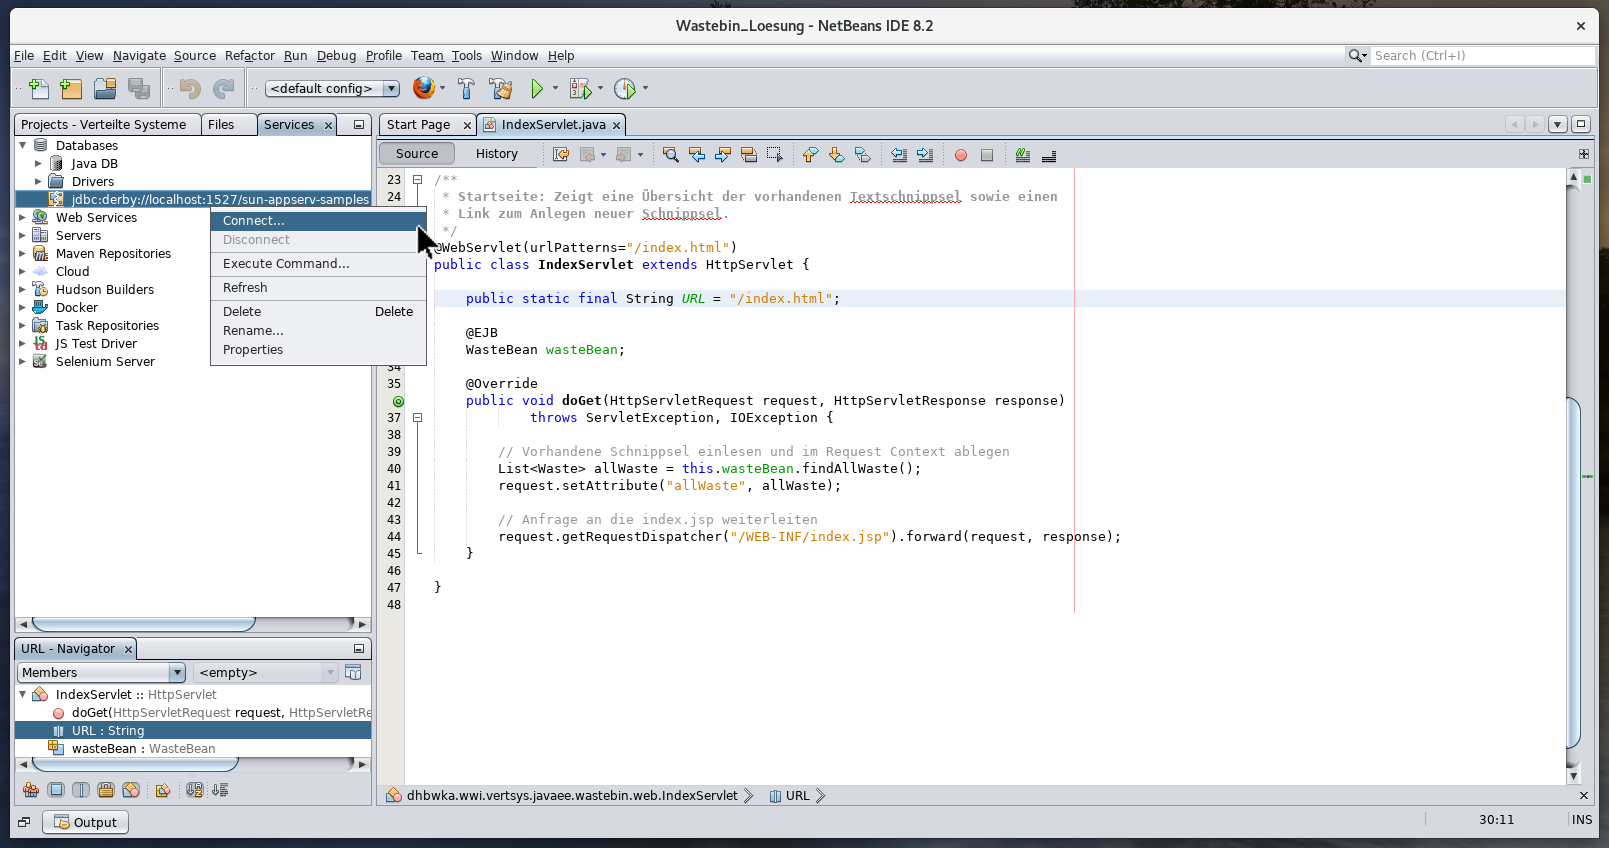 Wastebin_Loesung - NetBeans IDE 8.2
File Edit View Navigate Source Refactor Run Debug Profile Team Tools Window Help
Search (Ctrl+I)
<default config>
Projects - Verteilte Systeme Files Services
Databases
Java DB
Drivers
jdbc:derby://localhost:1527/sun-appserv-samples
Web Services
Servers
Maven Repositories
Cloud
Hudson Builders
Docker
Task Repositories
JS Test Driver
Selenium Server
Connect...
Disconnect
Execute Command...
Refresh
Delete Delete
Rename...
Properties
URL - Navigator
Members <empty>
IndexServlet :: HttpServlet
doGet(HttpServletRequest request, HttpServletRe
URL : String
wasteBean : WasteBean
Output
Start Page IndexServlet.java
Source History
23 /**
24 * Startseite: Zeigt eine Übersicht der vorhandenen Textschnippsel sowie einen
* Link zum Anlegen neuer Schnippsel.
*/
@WebServlet(urlPatterns="/index.html")
public class IndexServlet extends HttpServlet {
public static final String URL = "/index.html";
@EJB
WasteBean wasteBean;
34
35 @Override
public void doGet(HttpServletRequest request, HttpServletResponse response)
37 throws ServletException, IOException {
38
39 // Vorhandene Schnippsel einlesen und im Request Context ablegen
40 List<Waste> allWaste = this.wasteBean.findAllWaste();
41 request.setAttribute("allWaste", allWaste);
42
43 // Anfrage an die index.jsp weiterleiten
44 request.getRequestDispatcher("/WEB-INF/index.jsp").forward(request, response);
45 }
46
47 }
48
dhbwka.wwi.vertsys.javaee.wastebin.web.IndexServlet URL
30:11 INS